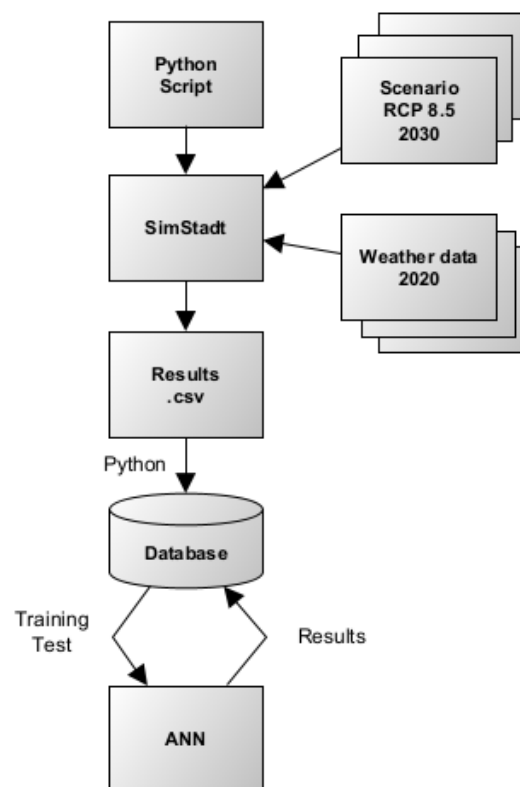 Python
Script
Scenario
RCP 8.5
2030
SimStadt
Weather data
2020
Results
.csv
Python
Database
Training
Test
Results
ANN